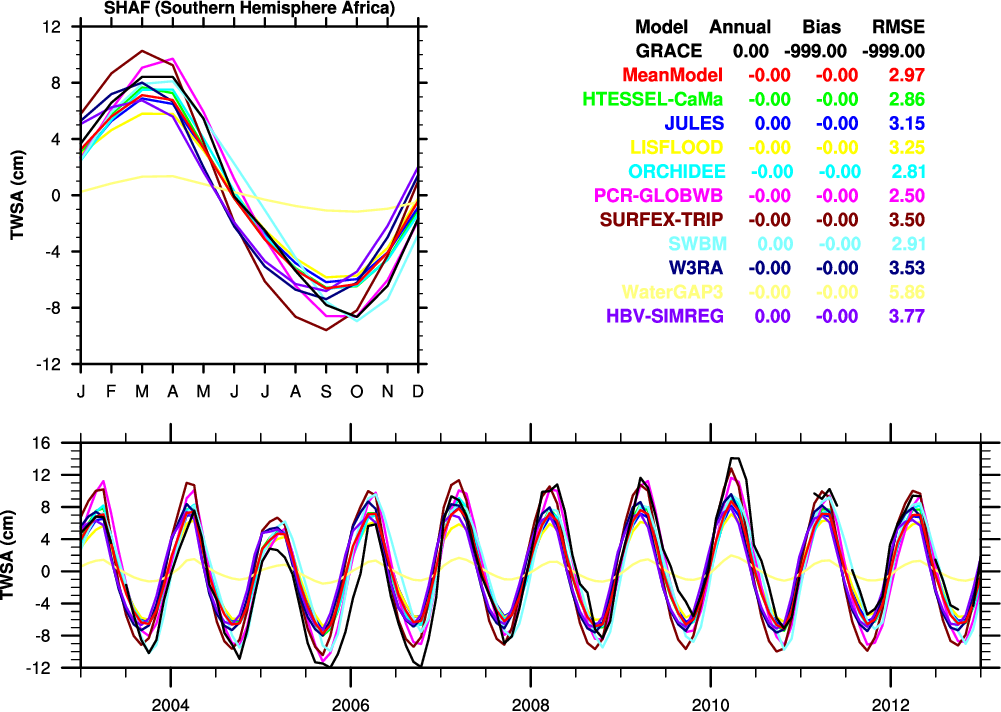 SHAF (Southern Hemisphere Africa)
12
8
4
0
-4
-8
-12
TWSA (cm)
J F M A M J J A S O N D
Model Annual Bias RMSE
GRACE 0.00 -999.00 -999.00
MeanModel -0.00 -0.00 2.97
HTESSEL-CaMa -0.00 -0.00 2.86
JULES 0.00 -0.00 3.15
LISFLOOD -0.00 -0.00 3.25
ORCHIDEE -0.00 -0.00 2.81
PCR-GLOBWB -0.00 -0.00 2.50
SURFEX-TRIP -0.00 -0.00 3.50
SWBM 0.00 -0.00 2.91
W3RA -0.00 -0.00 3.53
WaterGAP3 -0.00 -0.00 5.86
HBV-SIMREG 0.00 -0.00 3.77
16
12
8
4
0
-4
-8
-12
TWSA (cm)
2004 2006 2008 2010 2012